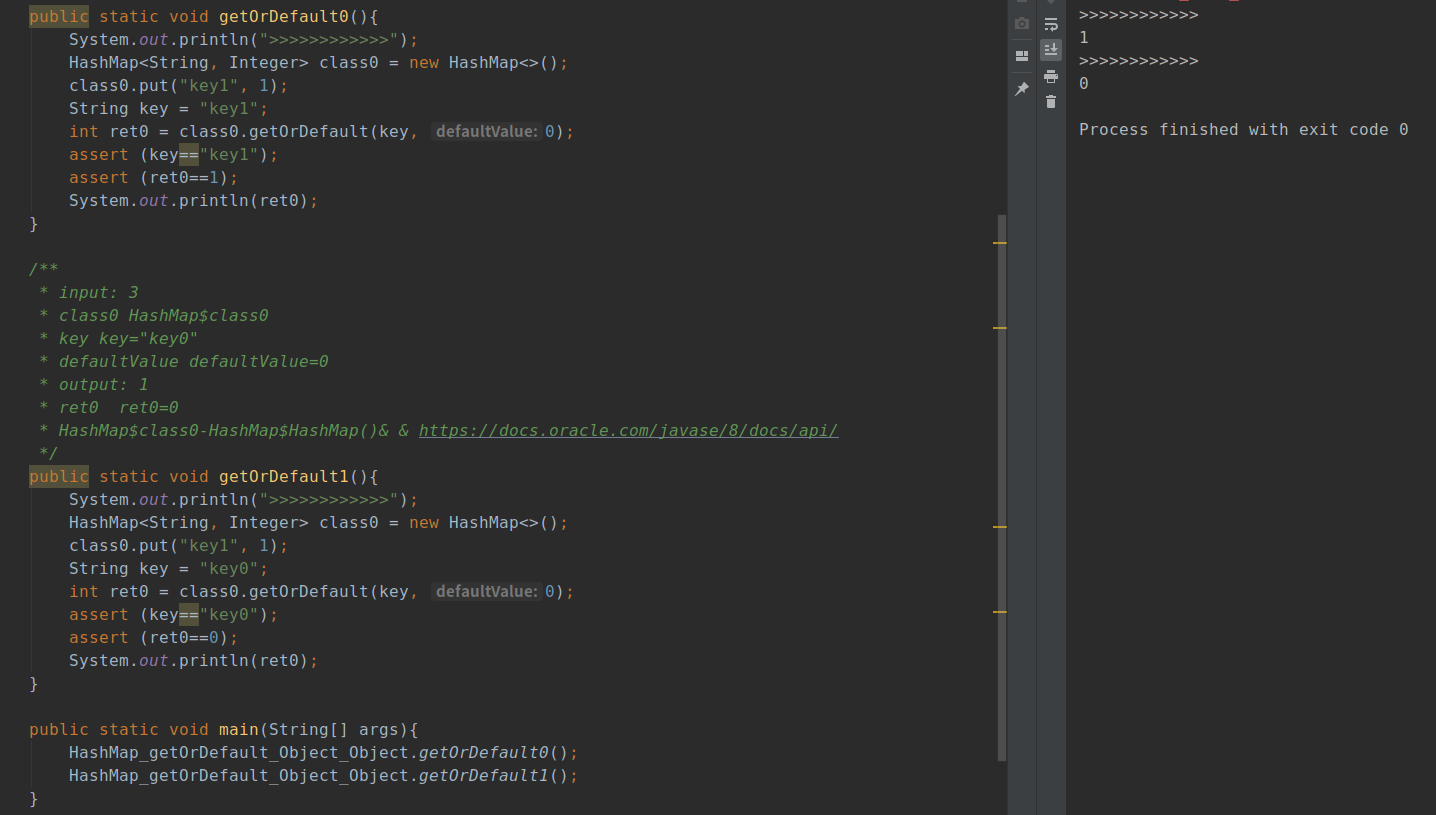 public static void getOrDefault0(){
    System.out.println(">>>>>>>>>>>>");
    HashMap<String, Integer> class0 = new HashMap<>();
    class0.put("key1", 1);
    String key = "key1";
    int ret0 = class0.getOrDefault(key, defaultValue: 0);
    assert (key=="key1");
    assert (ret0==1);
    System.out.println(ret0);
}
/**
 * input: 3
 * class0 HashMap$class0
 * key key="key0"
 * defaultValue defaultValue=0
 * output: 1
 * ret0  ret0=0
 * HashMap$class0-HashMap$HashMap()& & https://docs.oracle.com/javase/8/docs/api/
 */
public static void getOrDefault1(){
    System.out.println(">>>>>>>>>>>>");
    HashMap<String, Integer> class0 = new HashMap<>();
    class0.put("key1", 1);
    String key = "key0";
    int ret0 = class0.getOrDefault(key, defaultValue: 0);
    assert (key=="key0");
    assert (ret0==0);
    System.out.println(ret0);
}
public static void main(String[] args){
    HashMap_getOrDefault_Object_Object.getOrDefault0();
    HashMap_getOrDefault_Object_Object.getOrDefault1();
}
>>>>>>>>>>>>
1
>>>>>>>>>>>>
0
Process finished with exit code 0